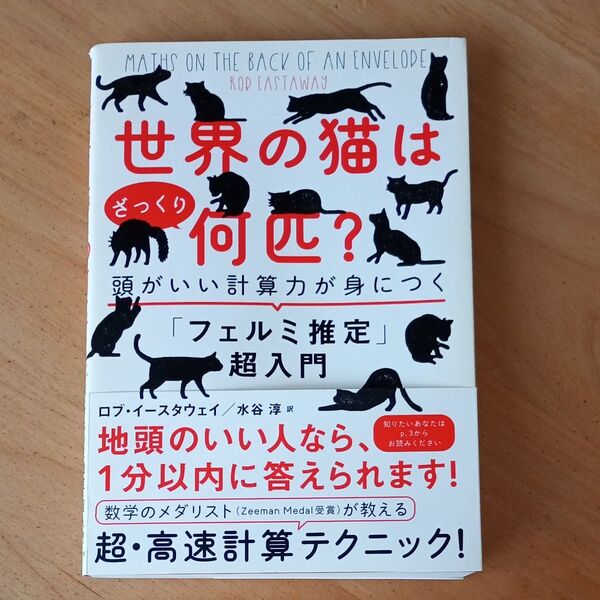 MATHS ON THE BACK OF AN ENVELOPE
ROB EASTAWAY
世界の猫は
ざっくり
何匹?
頭がいい計算力が身につく
「フェルミ推定」
超入門
ロブ・イースタウェイ/水谷 淳 訳
地頭のいい人なら、
1分以内に答えられます!
知りたいあなたは
p.3から
お読みください
数学のメダリスト(Zeeman Medal受賞)が教える
超・高速計算テクニック!